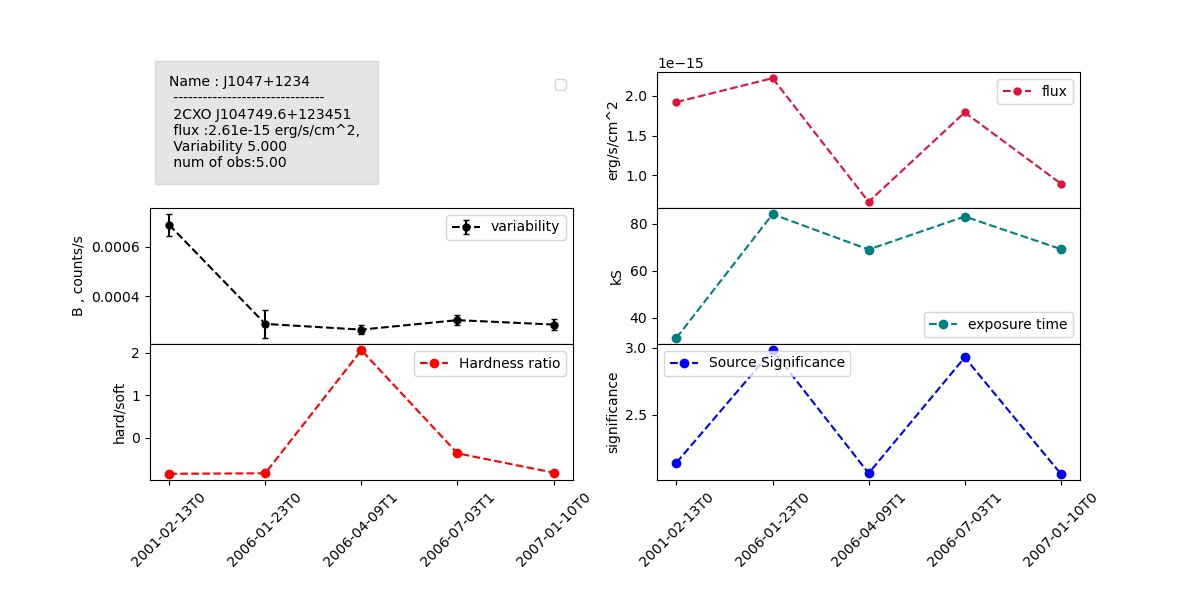 Name : J1047+1234
--------------------------------
2CXO J104749.6+123451
flux :2.61e-15 erg/s/cm^2,
Variability 5.000
num of obs:5.00
B , counts/s
0.0006
0.0004
variability
hard/soft
2
1
0
Hardness ratio
2001-02-13T0
2006-01-23T0
2006-04-09T1
2006-07-03T1
2007-01-10T0
1e−15
erg/s/cm^2
2.0
1.5
1.0
flux
kS
80
60
40
exposure time
significance
3.0
2.5
Source Significance
2001-02-13T0
2006-01-23T0
2006-04-09T1
2006-07-03T1
2007-01-10T0